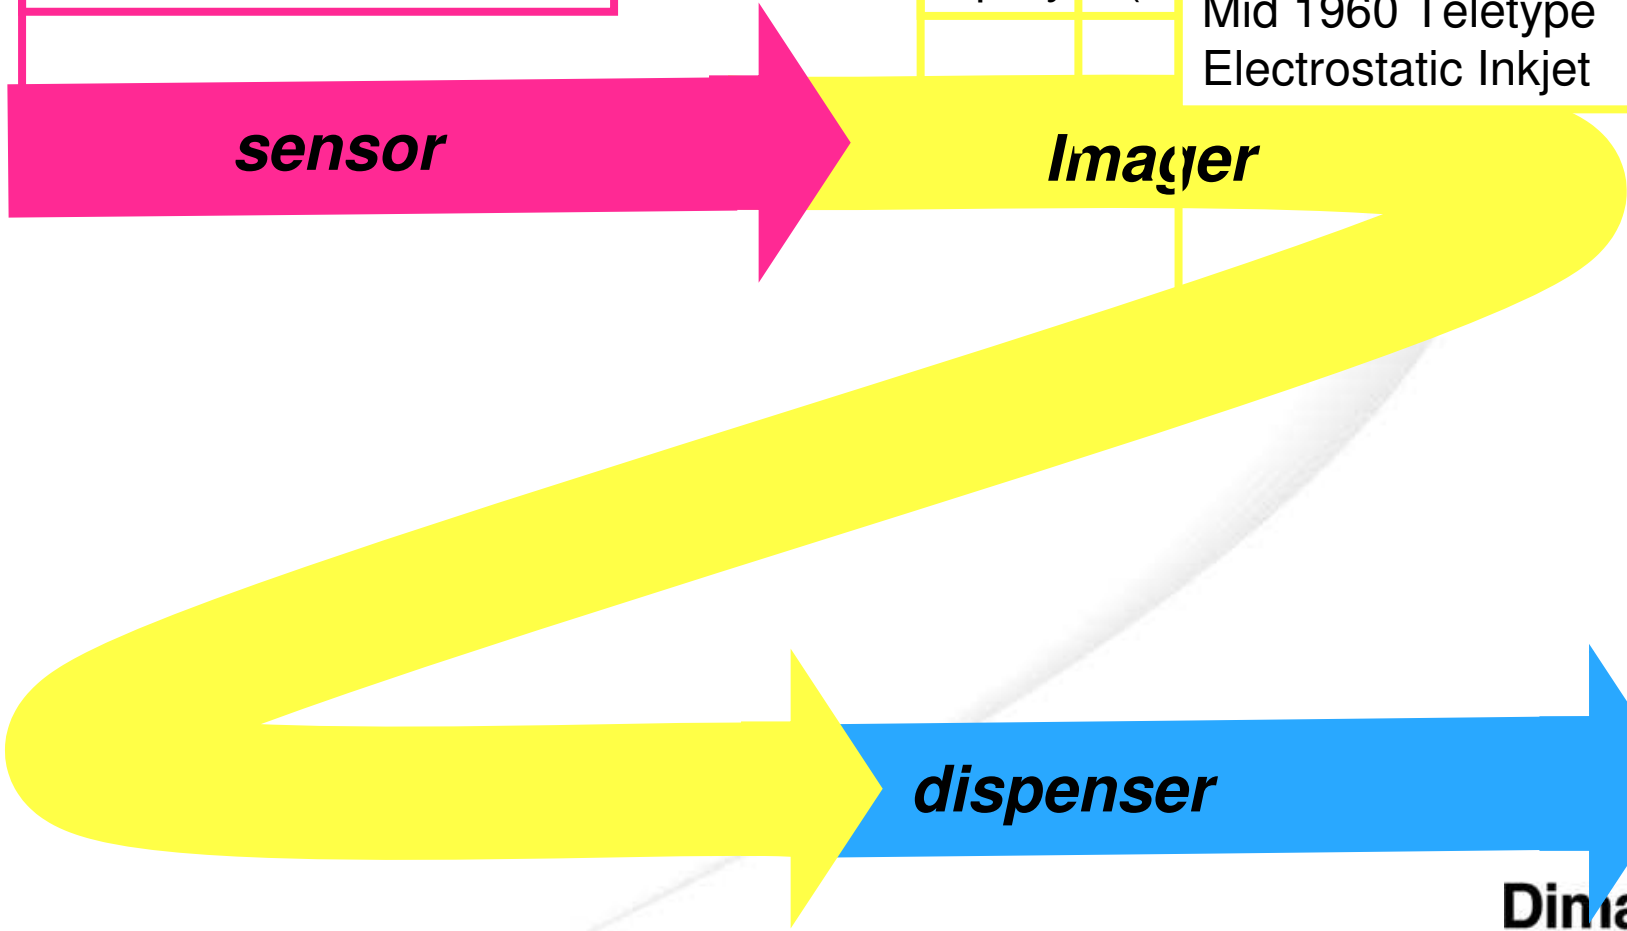 Mid 1960 Teletype
Electrostatic Inkjet
sensor
Imager
dispenser